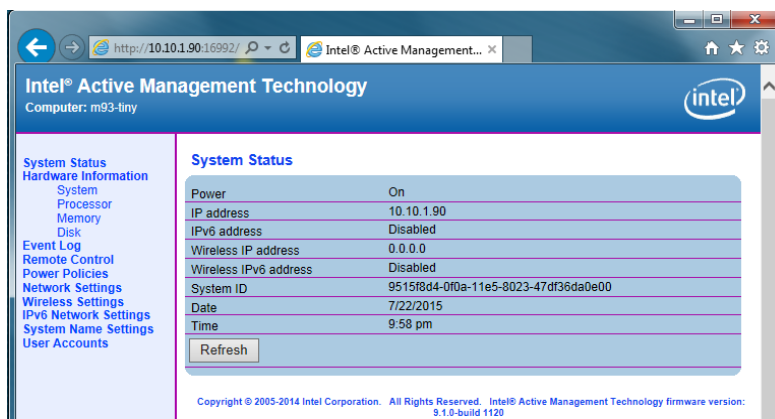 http://10.10.1.90:16992/
Intel® Active Management...
Intel® Active Management Technology
Computer: m93-tiny
intel
System Status
Hardware Information
System
Processor
Memory
Disk
Event Log
Remote Control
Power Policies
Network Settings
Wireless Settings
IPv6 Network Settings
System Name Settings
User Accounts
System Status
Power On
IP address 10.10.1.90
IPv6 address Disabled
Wireless IP address 0.0.0.0
Wireless IPv6 address Disabled
System ID 9515f8d4-0f0a-11e5-8023-47df36da0e00
Date 7/22/2015
Time 9:58 pm
Refresh
Copyright © 2005-2014 Intel Corporation. All Rights Reserved. Intel® Active Management Technology firmware version:
9.1.0-build 1120